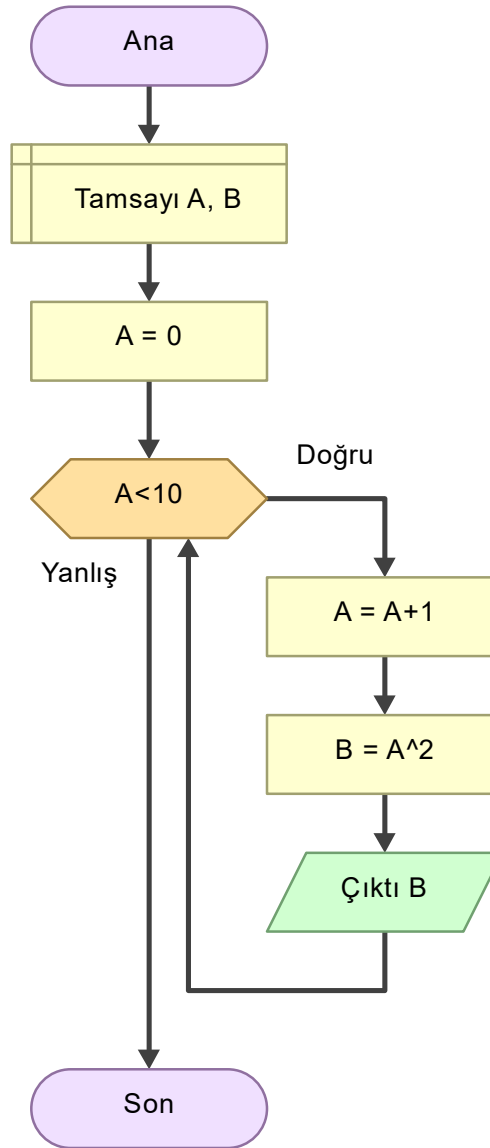 Ana
Tamsayı A, B
A = 0
A<10
Doğru
Yanlış
A = A+1
B = A^2
Çıktı B
Son